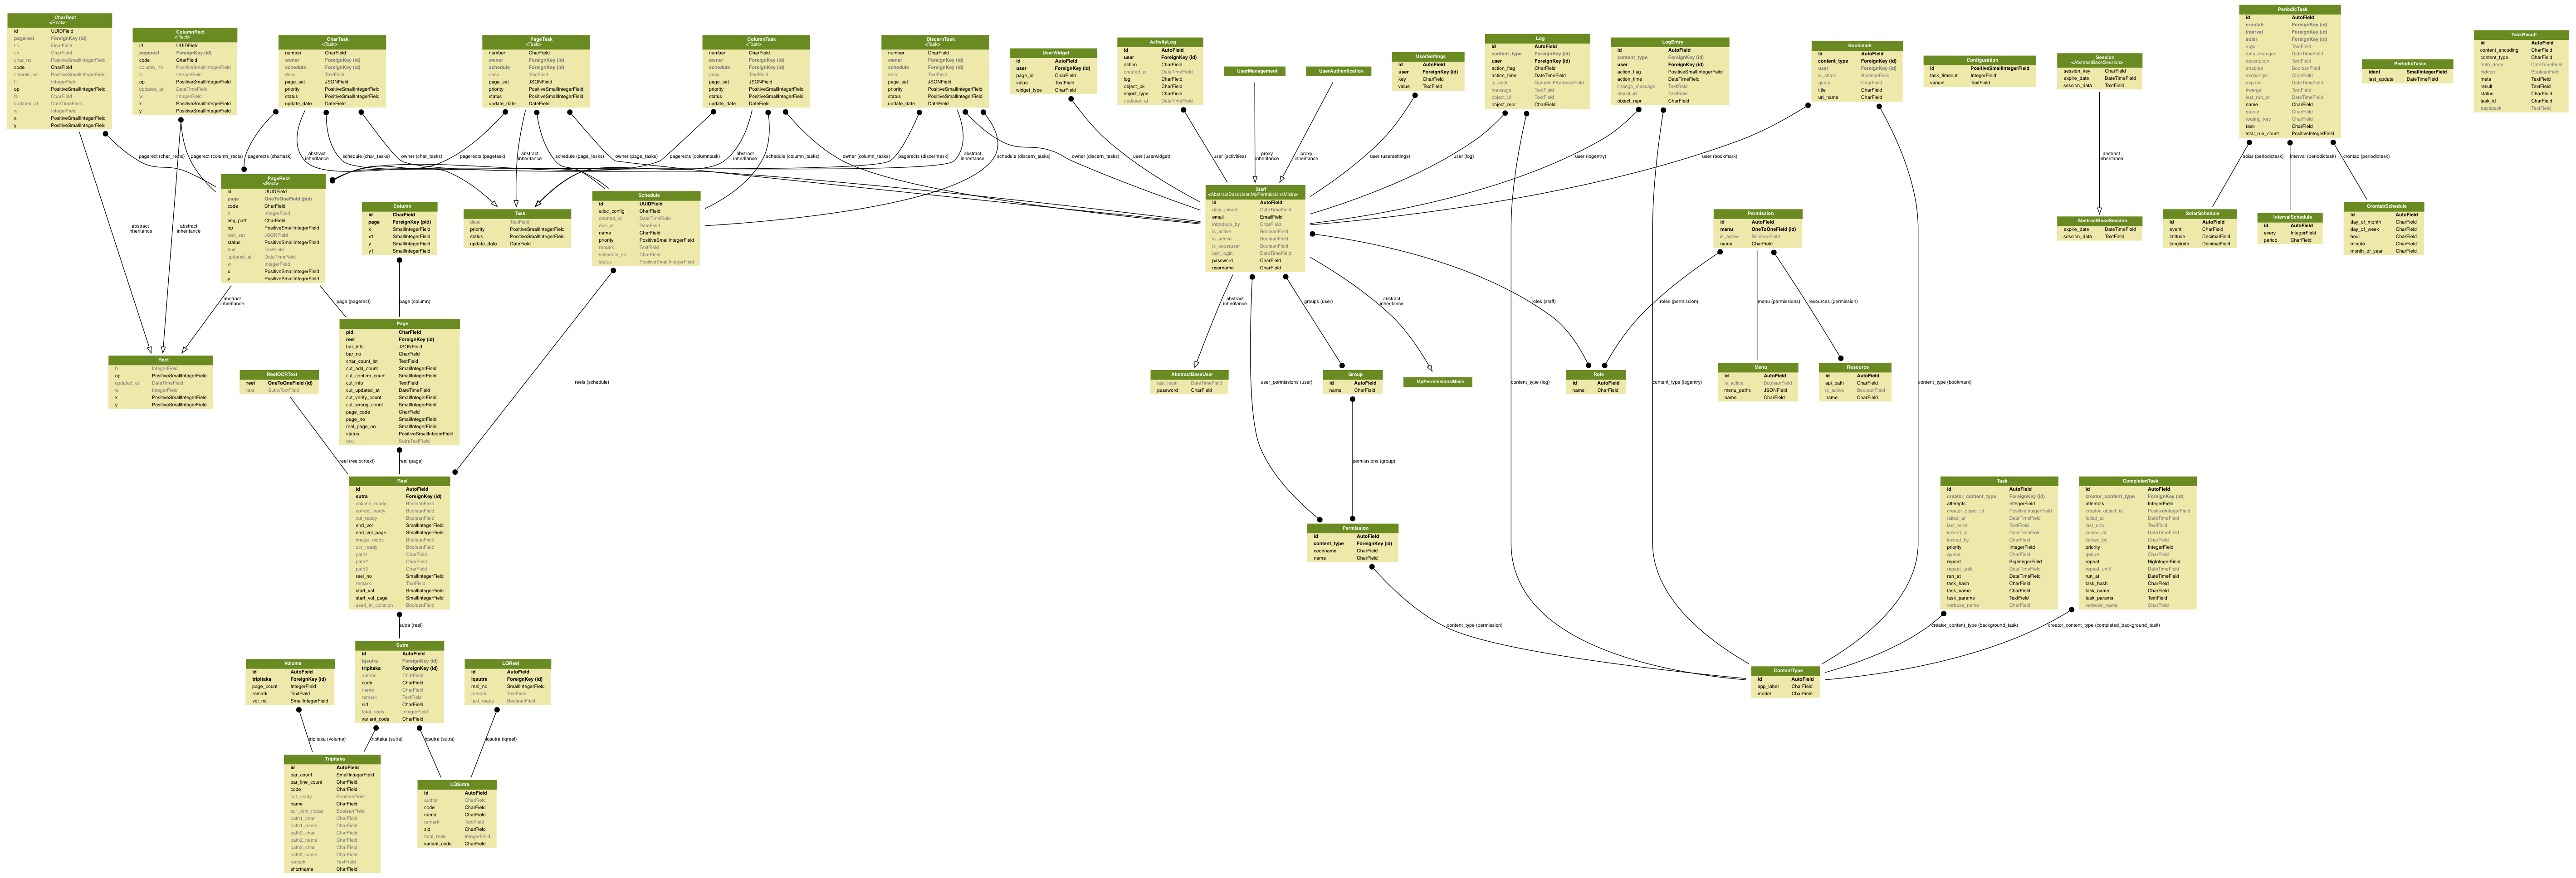 CharRect
<Rect>
id UUIDField
pagerect ForeignKey (id)
cc FloatField
ch CharField
char_no PositiveSmallIntegerField
code CharField
column_no PositiveSmallIntegerField
h IntegerField
op PositiveSmallIntegerField
ts CharField
updated_at DateTimeField
w IntegerField
x PositiveSmallIntegerField
y PositiveSmallIntegerField
ColumnRect
<Rect>
id UUIDField
pagerect ForeignKey (id)
code CharField
column_no PositiveSmallIntegerField
h IntegerField
op PositiveSmallIntegerField
updated_at DateTimeField
w IntegerField
x PositiveSmallIntegerField
y PositiveSmallIntegerField
CharTask
<Task>
number CharField
owner ForeignKey (id)
schedule ForeignKey (id)
desc TextField
page_set JSONField
priority PositiveSmallIntegerField
status PositiveSmallIntegerField
update_date DateField
PageTask
<Task>
number CharField
owner ForeignKey (id)
schedule ForeignKey (id)
desc TextField
page_set JSONField
priority PositiveSmallIntegerField
status PositiveSmallIntegerField
update_date DateField
ColumnTask
<Task>
number CharField
owner ForeignKey (id)
schedule ForeignKey (id)
desc TextField
page_set JSONField
priority PositiveSmallIntegerField
status PositiveSmallIntegerField
update_date DateField
DiscernTask
<Task>
number CharField
owner ForeignKey (id)
schedule ForeignKey (id)
desc TextField
page_set JSONField
priority PositiveSmallIntegerField
status PositiveSmallIntegerField
update_date DateField
UserWidget
id AutoField
user ForeignKey (id)
page_id CharField
value TextField
widget_type CharField
ActivityLog
id AutoField
user ForeignKey (id)
action CharField
created_at DateTimeField
log CharField
object_pk CharField
object_type CharField
updated_at DateTimeField
UserManagement
UserAuthentication
UserSettings
id AutoField
user ForeignKey (id)
key CharField
value TextField
Log
id AutoField
content_type ForeignKey (id)
user ForeignKey (id)
action_flag CharField
action_time DateTimeField
ip_addr GenericIPAddressField
message TextField
object_id TextField
object_repr CharField
LogEntry
id AutoField
content_type ForeignKey (id)
user ForeignKey (id)
action_flag PositiveSmallIntegerField
action_time DateTimeField
change_message TextField
object_id TextField
object_repr CharField
Bookmark
id AutoField
content_type ForeignKey (id)
user ForeignKey (id)
is_share BooleanField
query CharField
title CharField
url_name CharField
Configuration
id PositiveSmallIntegerField
task_timeout IntegerField
variant TextField
Session
<AbstractBaseSession>
session_key CharField
expire_date DateTimeField
session_data TextField
PeriodicTask
id AutoField
crontab ForeignKey (id)
interval ForeignKey (id)
solar ForeignKey (id)
args TextField
date_changed DateTimeField
description TextField
enabled BooleanField
exchange CharField
expires DateTimeField
kwargs TextField
last_run_at DateTimeField
name CharField
queue CharField
routing_key CharField
task CharField
total_run_count PositiveIntegerField
PeriodicTasks
ident SmallIntegerField
last_update DateTimeField
TaskResult
id AutoField
content_encoding CharField
content_type CharField
date_done DateTimeField
hidden BooleanField
meta TextField
result TextField
status CharField
task_id CharField
traceback TextField
pagerect (char_rects)
pagerect (column_rects)
pagerects (chartask)
abstract
inheritance
schedule (char_tasks)
owner (char_tasks)
pagerects (pagetask)
abstract
inheritance
schedule (page_tasks)
owner (page_tasks)
pagerects (columntask)
abstract
inheritance
schedule (column_tasks)
owner (column_tasks)
pagerects (discerntask)
abstract
inheritance
schedule (discern_tasks)
owner (discern_tasks)
user (userwidget)
user (activities)
proxy
inheritance
proxy
inheritance
user (usersettings)
user (log)
user (logentry)
user (bookmark)
abstract
inheritance
solar (periodictask)
interval (periodictask)
crontab (periodictask)
PageRect
<Rect>
id UUIDField
page OneToOneField (pid)
code CharField
h IntegerField
img_path CharField
op PositiveSmallIntegerField
rect_set JSONField
status PositiveSmallIntegerField
text TextField
updated_at DateTimeField
w IntegerField
x PositiveSmallIntegerField
y PositiveSmallIntegerField
Column
id CharField
page ForeignKey (pid)
x SmallIntegerField
x1 SmallIntegerField
y SmallIntegerField
y1 SmallIntegerField
Task
desc TextField
priority PositiveSmallIntegerField
status PositiveSmallIntegerField
update_date DateField
Schedule
id UUIDField
alloc_config CharField
created_at DateTimeField
due_at DateField
name CharField
priority PositiveSmallIntegerField
remark TextField
schedule_no CharField
status PositiveSmallIntegerField
Staff
<AbstractBaseUser,MyPermissionsMixin>
id AutoField
date_joined DateTimeField
email EmailField
introduce_by CharField
is_active BooleanField
is_admin BooleanField
is_superuser BooleanField
last_login DateTimeField
password CharField
username CharField
Permission
id AutoField
menu OneToOneField (id)
is_active BooleanField
name CharField
AbstractBaseSession
expire_date DateTimeField
session_data TextField
SolarSchedule
id AutoField
event CharField
latitude DecimalField
longitude DecimalField
IntervalSchedule
id AutoField
every IntegerField
period CharField
CrontabSchedule
id AutoField
day_of_month CharField
day_of_week CharField
hour CharField
minute CharField
month_of_year CharField
abstract
inheritance
abstract
inheritance
abstract
inheritance
page (pagerect)
page (column)
abstract
inheritance
groups (user)
abstract
inheritance
roles (staff)
roles (permission)
menu (permissions)
resources (permission)
Rect
h IntegerField
op PositiveSmallIntegerField
updated_at DateTimeField
w IntegerField
x PositiveSmallIntegerField
y PositiveSmallIntegerField
ReelOCRText
reel OneToOneField (id)
text SutraTextField
Page
pid CharField
reel ForeignKey (id)
bar_info JSONField
bar_no CharField
char_count_lst TextField
cut_add_count SmallIntegerField
cut_confirm_count SmallIntegerField
cut_info TextField
cut_updated_at DateTimeField
cut_verify_count SmallIntegerField
cut_wrong_count SmallIntegerField
page_code CharField
page_no SmallIntegerField
reel_page_no SmallIntegerField
status PositiveSmallIntegerField
text SutraTextField
reels (schedule)
AbstractBaseUser
last_login DateTimeField
password CharField
user_permissions (user)
Group
id AutoField
name CharField
MyPermissionsMixin
content_type (log)
Role
id AutoField
name CharField
content_type (logentry)
Menu
id AutoField
is_active BooleanField
menu_paths JSONField
name CharField
Resource
id AutoField
api_path CharField
is_active BooleanField
name CharField
content_type (bookmark)
reel (reelocrtext)
reel (page)
permissions (group)
Reel
id AutoField
sutra ForeignKey (id)
column_ready BooleanField
correct_ready BooleanField
cut_ready BooleanField
end_vol SmallIntegerField
end_vol_page SmallIntegerField
image_ready BooleanField
ocr_ready BooleanField
path1 CharField
path2 CharField
path3 CharField
reel_no SmallIntegerField
remark TextField
start_vol SmallIntegerField
start_vol_page SmallIntegerField
used_in_collation BooleanField
Permission
id AutoField
content_type ForeignKey (id)
codename CharField
name CharField
Task
id AutoField
creator_content_type ForeignKey (id)
attempts IntegerField
creator_object_id PositiveIntegerField
failed_at DateTimeField
last_error TextField
locked_at DateTimeField
locked_by CharField
priority IntegerField
queue CharField
repeat BigIntegerField
repeat_until DateTimeField
run_at DateTimeField
task_hash CharField
task_name CharField
task_params TextField
verbose_name CharField
CompletedTask
id AutoField
creator_content_type ForeignKey (id)
attempts IntegerField
creator_object_id PositiveIntegerField
failed_at DateTimeField
last_error TextField
locked_at DateTimeField
locked_by CharField
priority IntegerField
queue CharField
repeat BigIntegerField
repeat_until DateTimeField
run_at DateTimeField
task_hash CharField
task_name CharField
task_params TextField
verbose_name CharField
sutra (reel)
content_type (permission)
creator_content_type (background_task)
creator_content_type (completed_background_task)
Volume
id AutoField
tripitaka ForeignKey (id)
page_count IntegerField
remark TextField
vol_no SmallIntegerField
Sutra
id AutoField
lqsutra ForeignKey (id)
tripitaka ForeignKey (id)
author CharField
code CharField
name CharField
remark TextField
sid CharField
total_reels IntegerField
variant_code CharField
LQReel
id AutoField
lqsutra ForeignKey (id)
reel_no SmallIntegerField
remark TextField
text_ready BooleanField
ContentType
id AutoField
app_label CharField
model CharField
tripitaka (volume)
tripitaka (sutra)
lqsutra (sutra)
lqsutra (lqreel)
Tripitaka
id AutoField
bar_count SmallIntegerField
bar_line_count CharField
code CharField
cut_ready BooleanField
name CharField
ocr_with_nobar BooleanField
path1_char CharField
path1_name CharField
path2_char CharField
path2_name CharField
path3_char CharField
path3_name CharField
remark TextField
shortname CharField
LQSutra
id AutoField
author CharField
code CharField
name CharField
remark TextField
sid CharField
total_reels IntegerField
variant_code CharField